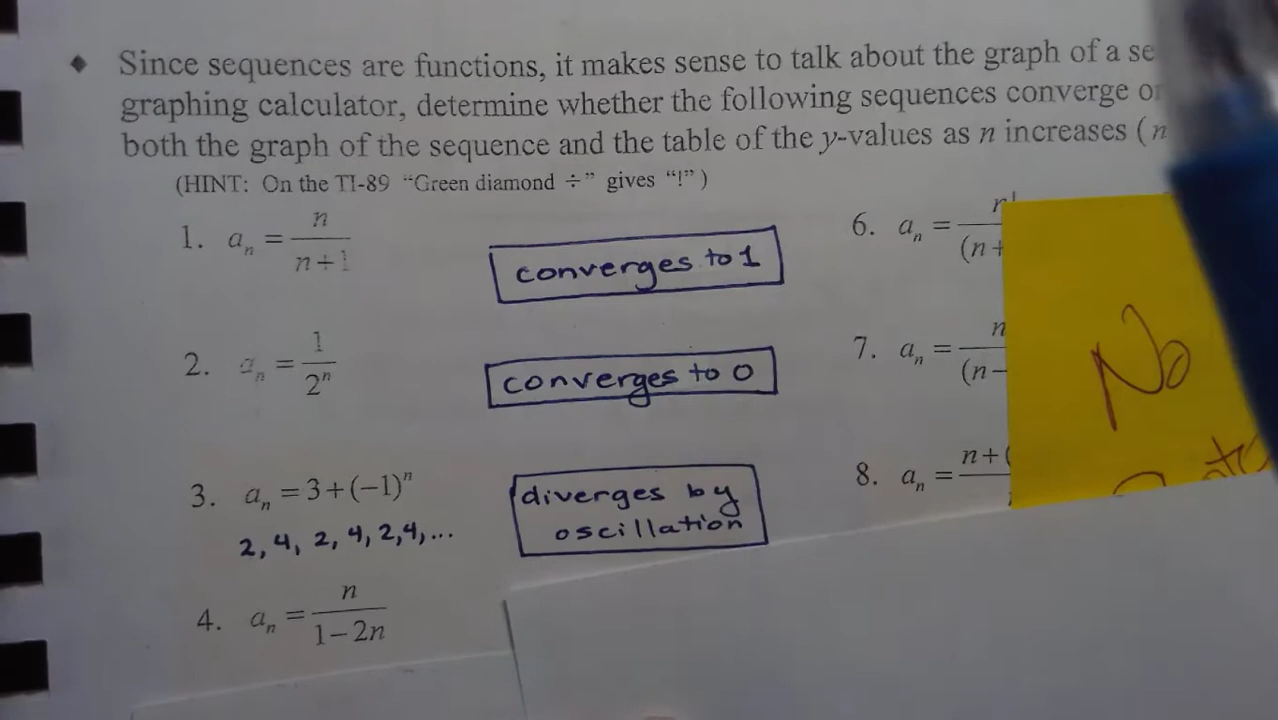 Since sequences are functions, it makes sense to talk about the graph of a se
graphing calculator, determine whether the following sequences converge or
both the graph of the sequence and the table of the y-values as n increases (n
(HINT: On the TI-89 "Green diamond ÷" gives "!")
1. aₙ = n/(n+1)
converges to 1
2. aₙ = 1/2ⁿ
converges to 0
3. aₙ = 3+(−1)ⁿ
2, 4, 2, 4, 2, 4, ...
diverges by
oscillation
4. aₙ = n/(1−2n)
6. aₙ =
(n+
7. aₙ = n
(n−
8. aₙ = n+(
No